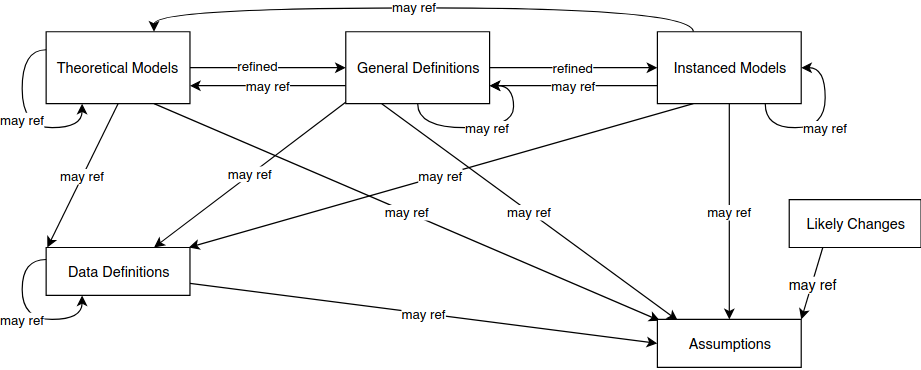 may ref
Theoretical Models
refined
General Definitions
refined
Instanced Models
may ref
may ref
may ref
may ref
may ref
may ref
may ref
may ref
may ref
may ref
may ref
Likely Changes
Data Definitions
may ref
may ref
may ref
Assumptions
may ref